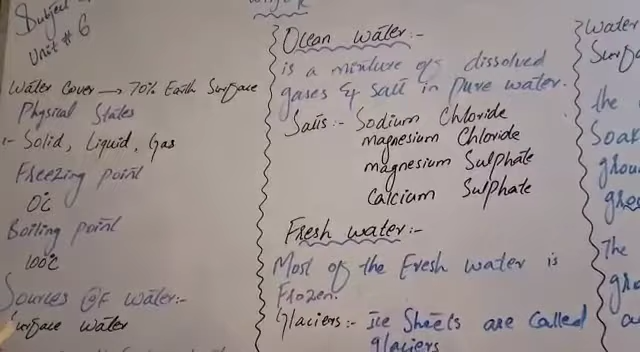 Subject
Unit # 6
Water Cover → 70% Earth Surface
Physical States
:- Solid, Liquid, Gas
Freezing point
0°C
Boiling point
100°C
Sources OF water:-
Surface water
Ocean water:-
is a mixture of dissolved
gases & salt in pure water.
Salts:- Sodium Chloride
magnesium Chloride
magnesium Sulphate
Calcium Sulphate
Fresh water:-
Most of the Fresh water is
Frozen.
Glaciers:- Ice Sheets are Called
glaciers
Water
Surfa
the
Soak
grou
The